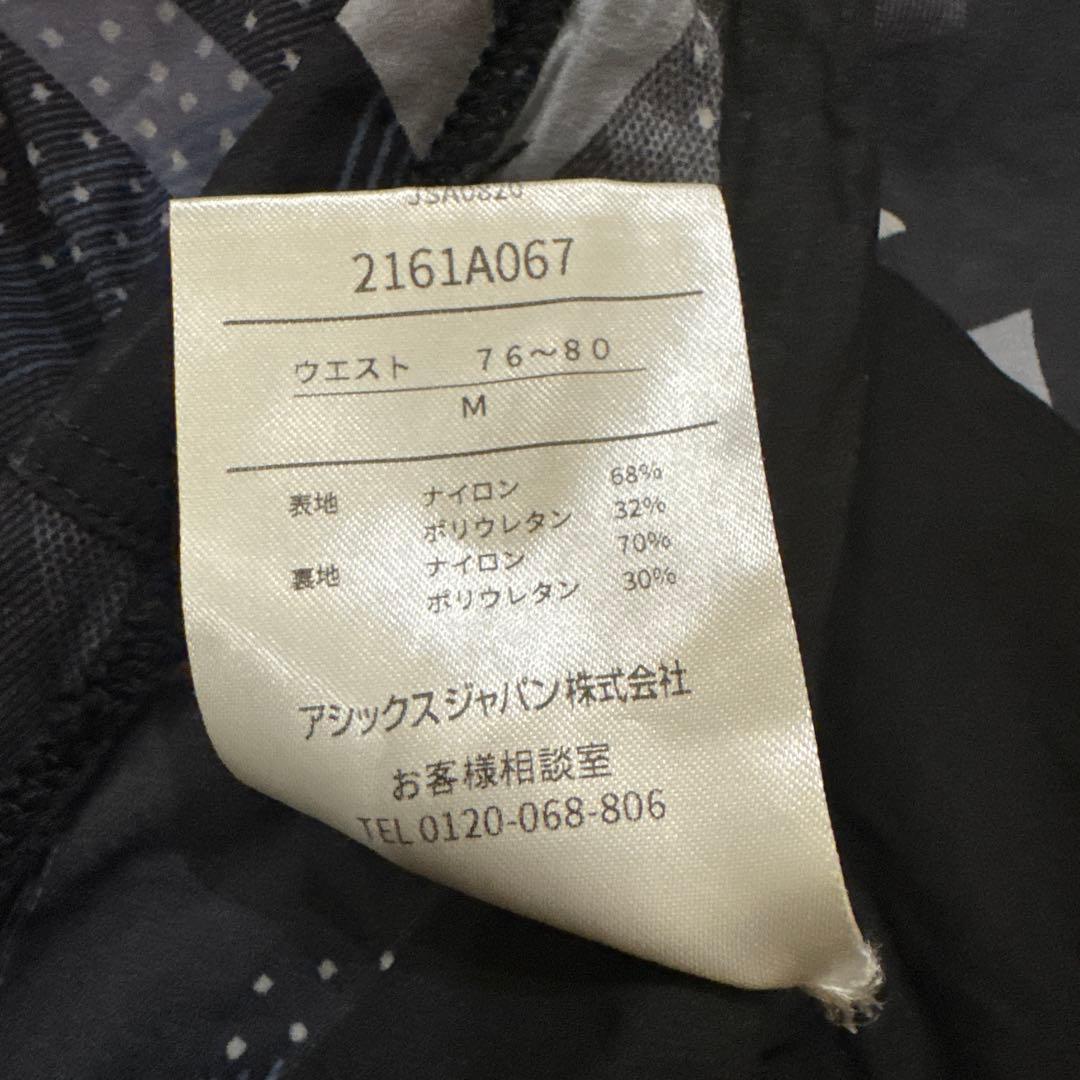 JSA0820
2161A067
ウエスト 76～80
M
表地 ナイロン 68%
ポリウレタン 32%
裏地 ナイロン 70%
ポリウレタン 30%
アシックスジャパン株式会社
お客様相談室
TEL 0120-068-806